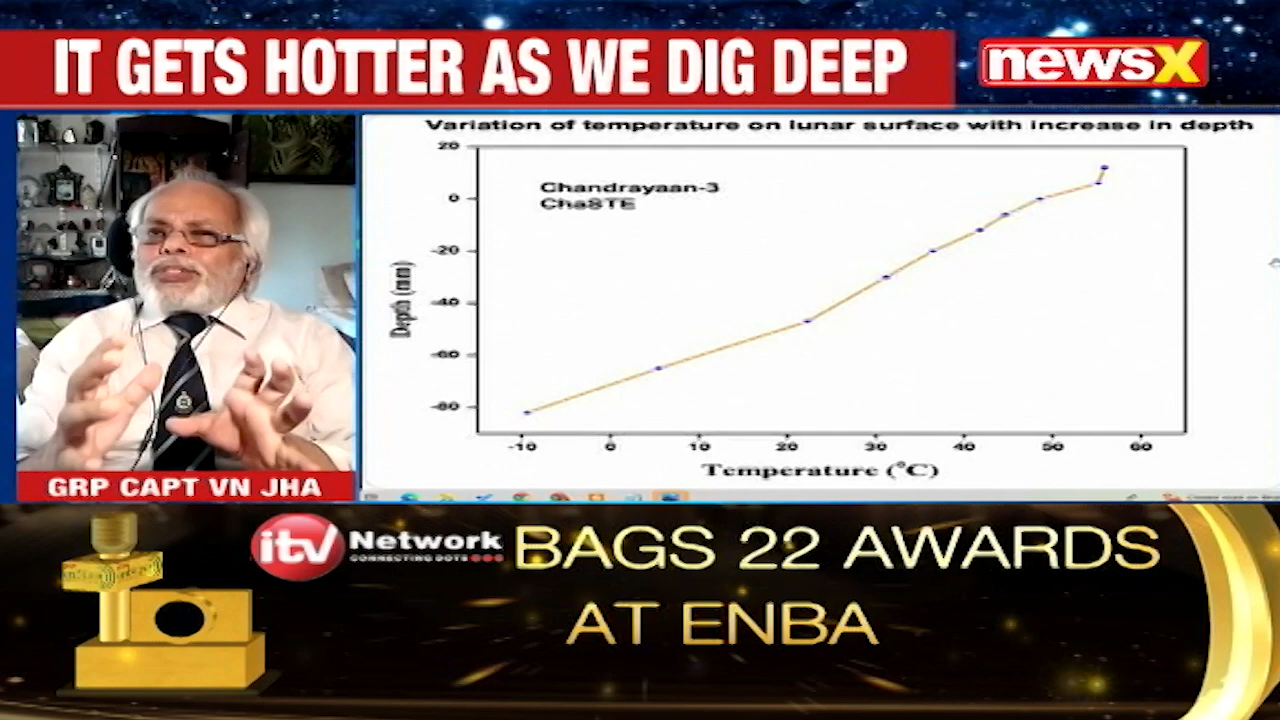 IT GETS HOTTER AS WE DIG DEEP
newsX
Variation of temperature on lunar surface with increase in depth
Chandrayaan-3
ChaSTE
Depth (mm)
20
0
-20
-40
-60
-80
-10 0 10 20 30 40 50 60
Temperature (°C)
GRP CAPT VN JHA
itv Network
CONNECTING DOTS
BAGS 22 AWARDS
AT ENBA